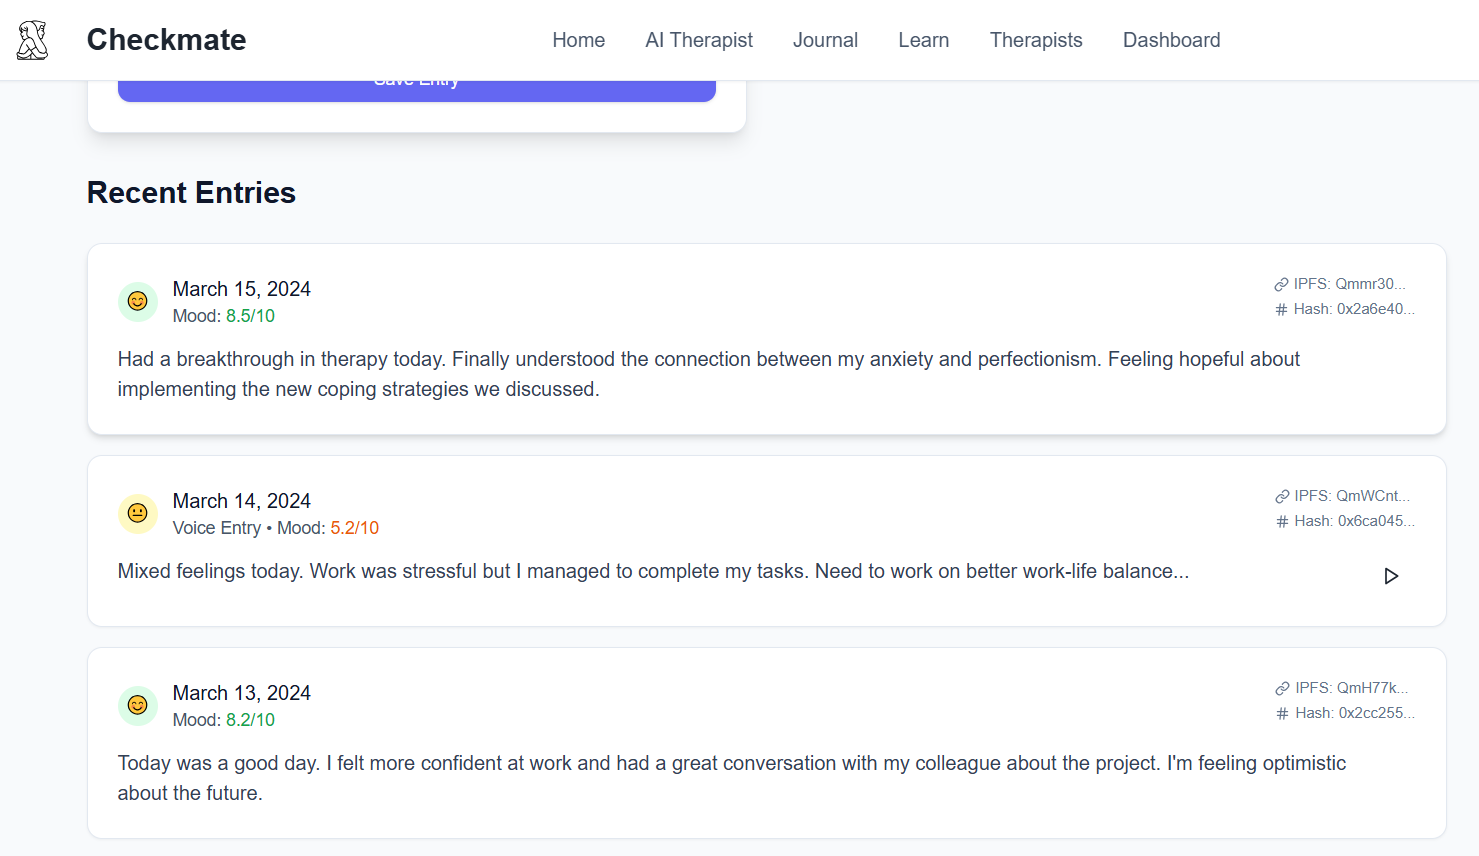 Checkmate
Home AI Therapist Journal Learn Therapists Dashboard
Save Entry
Recent Entries
March 15, 2024
Mood: 8.5/10
IPFS: Qmmr30...
Hash: 0x2a6e40...
Had a breakthrough in therapy today. Finally understood the connection between my anxiety and perfectionism. Feeling hopeful about
implementing the new coping strategies we discussed.
March 14, 2024
Voice Entry • Mood: 5.2/10
IPFS: QmWCnt...
Hash: 0x6ca045...
Mixed feelings today. Work was stressful but I managed to complete my tasks. Need to work on better work-life balance...
March 13, 2024
Mood: 8.2/10
IPFS: QmH77k...
Hash: 0x2cc255...
Today was a good day. I felt more confident at work and had a great conversation with my colleague about the project. I'm feeling optimistic
about the future.